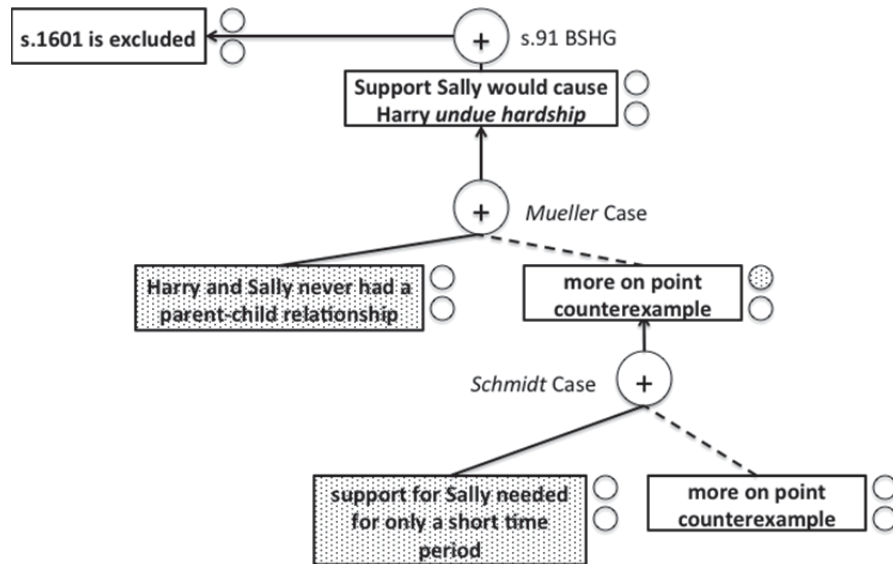 s.1601 is excluded
+
s.91 BSHG
Support Sally would cause
Harry undue hardship
+
Mueller Case
Harry and Sally never had a
parent-child relationship
more on point
counterexample
Schmidt Case
+
support for Sally needed
for only a short time
period
more on point
counterexample